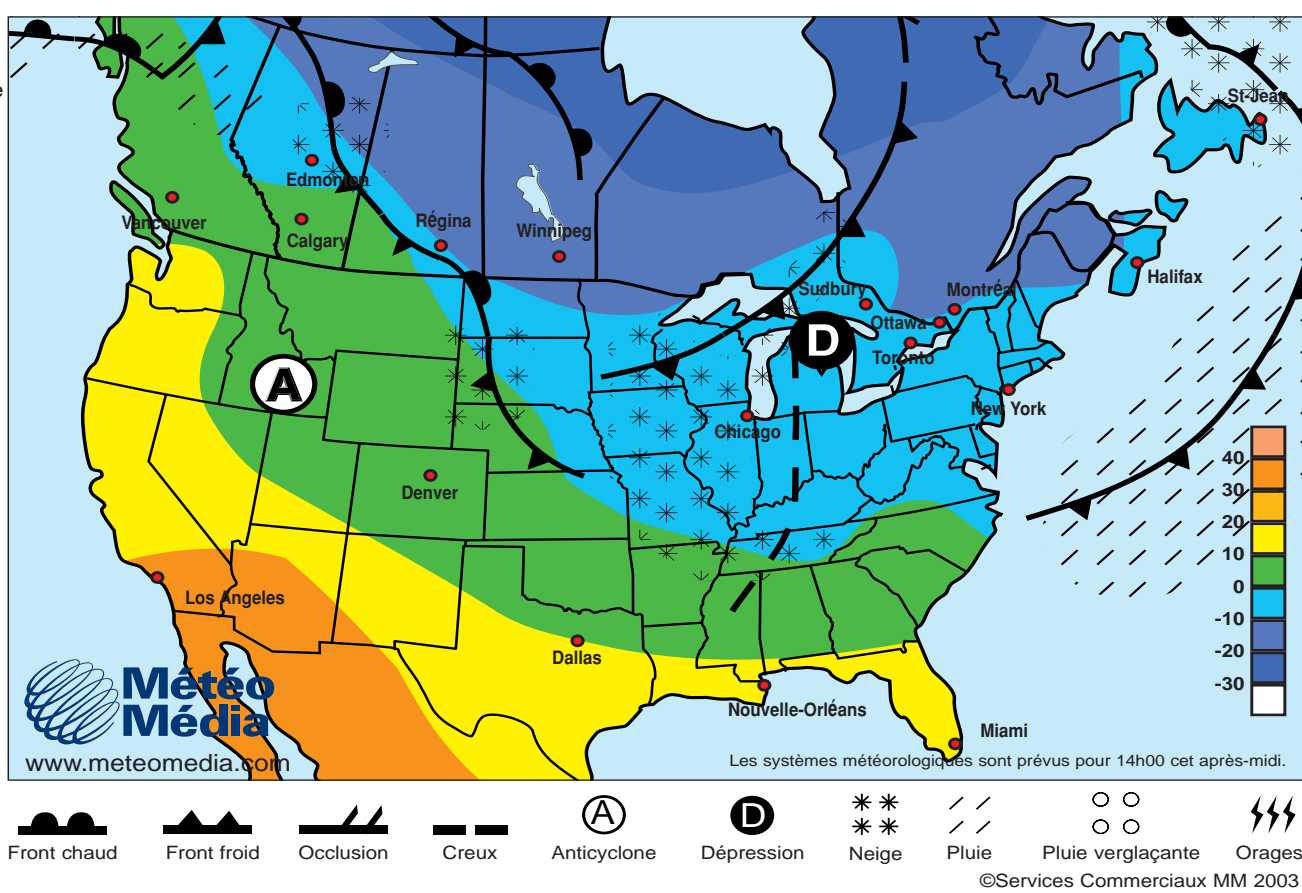 e
St-Jean
Edmonton
Vancouver
Calgary
Régina
Winnipeg
Halifax
Sudbury
Montréal
Ottawa
Toronto
D
A
New York
Chicago
Denver
Los Angeles
Dallas
Nouvelle-Orléans
Miami
40
30
20
10
0
-10
-20
-30
Météo
Média
www.meteomedia.com
Les systèmes météorologiques sont prévus pour 14h00 cet après-midi.
A
D
Front chaud
Front froid
Occlusion
Creux
Anticyclone
Dépression
Neige
Pluie
Pluie verglaçante
Orages
©Services Commerciaux MM 2003